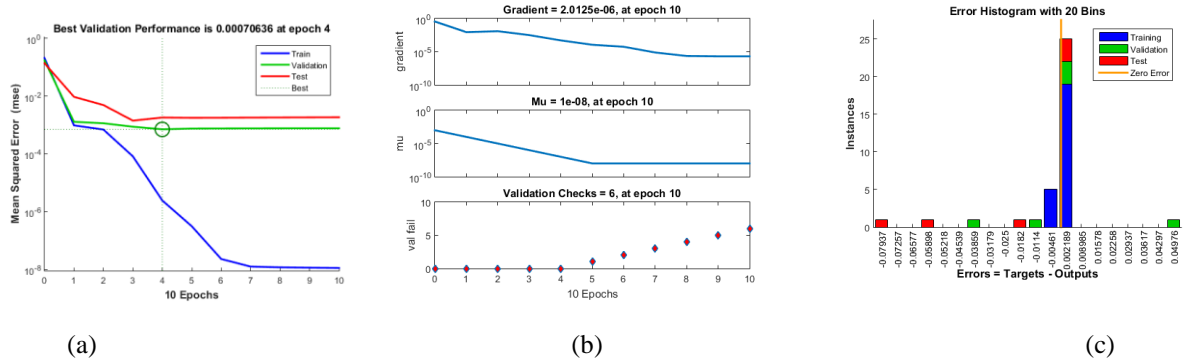 Best Validation Performance is 0.00070636 at epoch 4
Mean Squared Error (mse)
10^0
10^-2
10^-4
10^-6
10^-8
Train
Validation
Test
Best
0 1 2 3 4 5 6 7 8 9 10
10 Epochs
(a)
Gradient = 2.0125e-06, at epoch 10
gradient
10^0
10^-5
10^-10
Mu = 1e-08, at epoch 10
mu
10^0
10^-5
10^-10
Validation Checks = 6, at epoch 10
val fail
10
5
0
0 1 2 3 4 5 6 7 8 9 10
10 Epochs
(b)
Error Histogram with 20 Bins
Instances
25
20
15
10
5
0
Training
Validation
Test
Zero Error
-0.07937
-0.07257
-0.06577
-0.05898
-0.05218
-0.04539
-0.03859
-0.03179
-0.025
-0.0182
-0.0114
-0.00461
0.002189
0.008985
0.01578
0.02258
0.02937
0.03617
0.04297
0.04976
Errors = Targets - Outputs
(c)